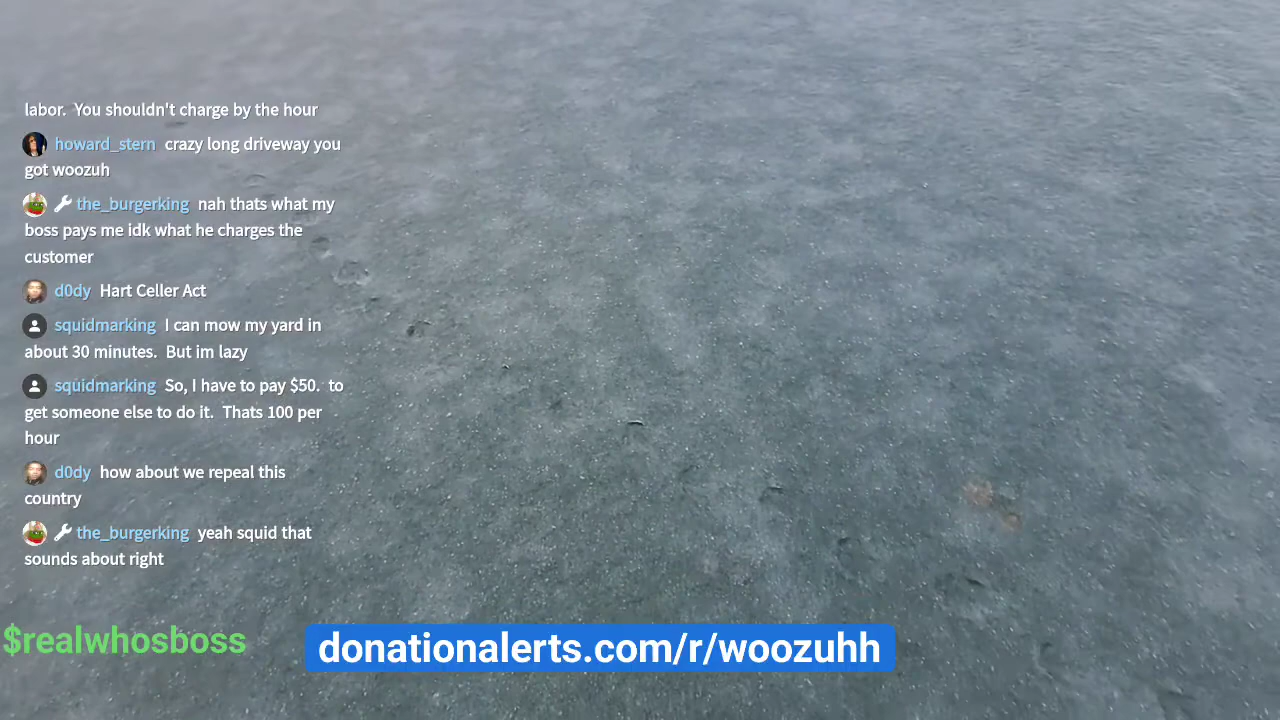 labor. You shouldn't charge by the hour
howard_stern crazy long driveway you
got woozuh
the_burgerking nah thats what my
boss pays me idk what he charges the
customer
d0dy Hart Celler Act
squidmarking I can mow my yard in
about 30 minutes. But im lazy
squidmarking So, I have to pay $50. to
get someone else to do it. Thats 100 per
hour
d0dy how about we repeal this
country
the_burgerking yeah squid that
sounds about right
$realwhosboss
donationalerts.com/r/woozuhh